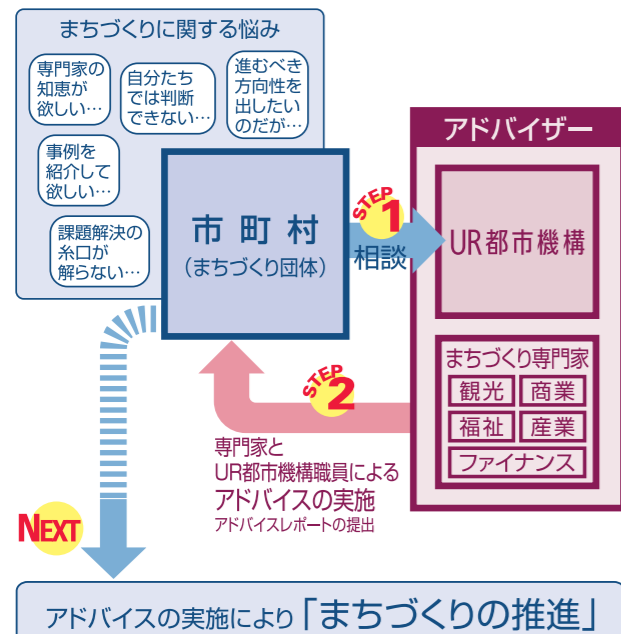 まちづくりに関する悩み
専門家の
知恵が
欲しい…
自分たち
では判断
できない…
進むべき
方向性を
出したい
のだが…
事例を
紹介して
欲しい…
課題解決の
糸口が
解らない…
市町村
(まちづくり団体)
STEP
1
相談
アドバイザー
UR都市機構
まちづくり専門家
観光
商業
福祉
産業
ファイナンス
STEP
2
専門家と
UR都市機構職員による
アドバイスの実施
アドバイスレポートの提出
NEXT
アドバイスの実施により「まちづくりの推進」